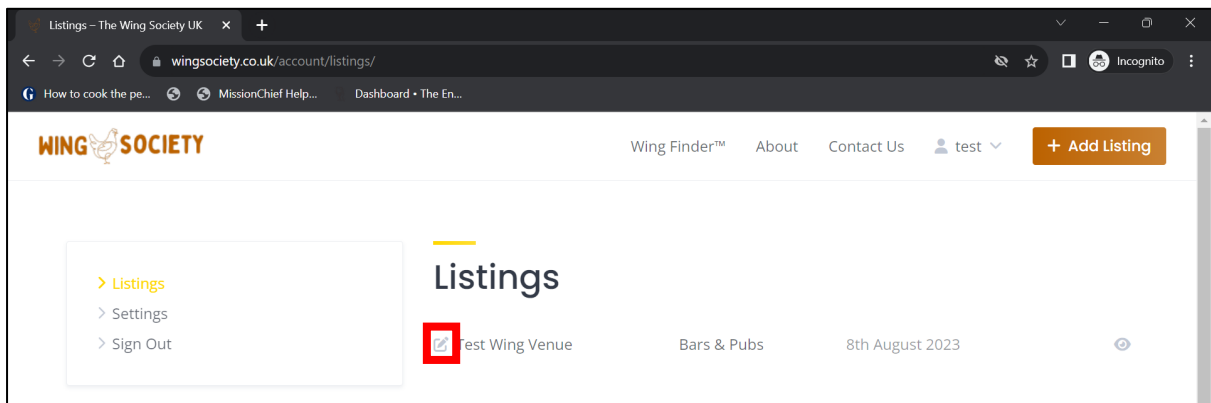 Listings – The Wing Society UK
wingsociety.co.uk/account/listings/
Incognito
How to cook the pe...
MissionChief Help...
Dashboard • The En...
WING SOCIETY
Wing Finder™ About Contact Us test + Add Listing
Listings
Settings
Sign Out
Listings
Test Wing Venue Bars & Pubs 8th August 2023